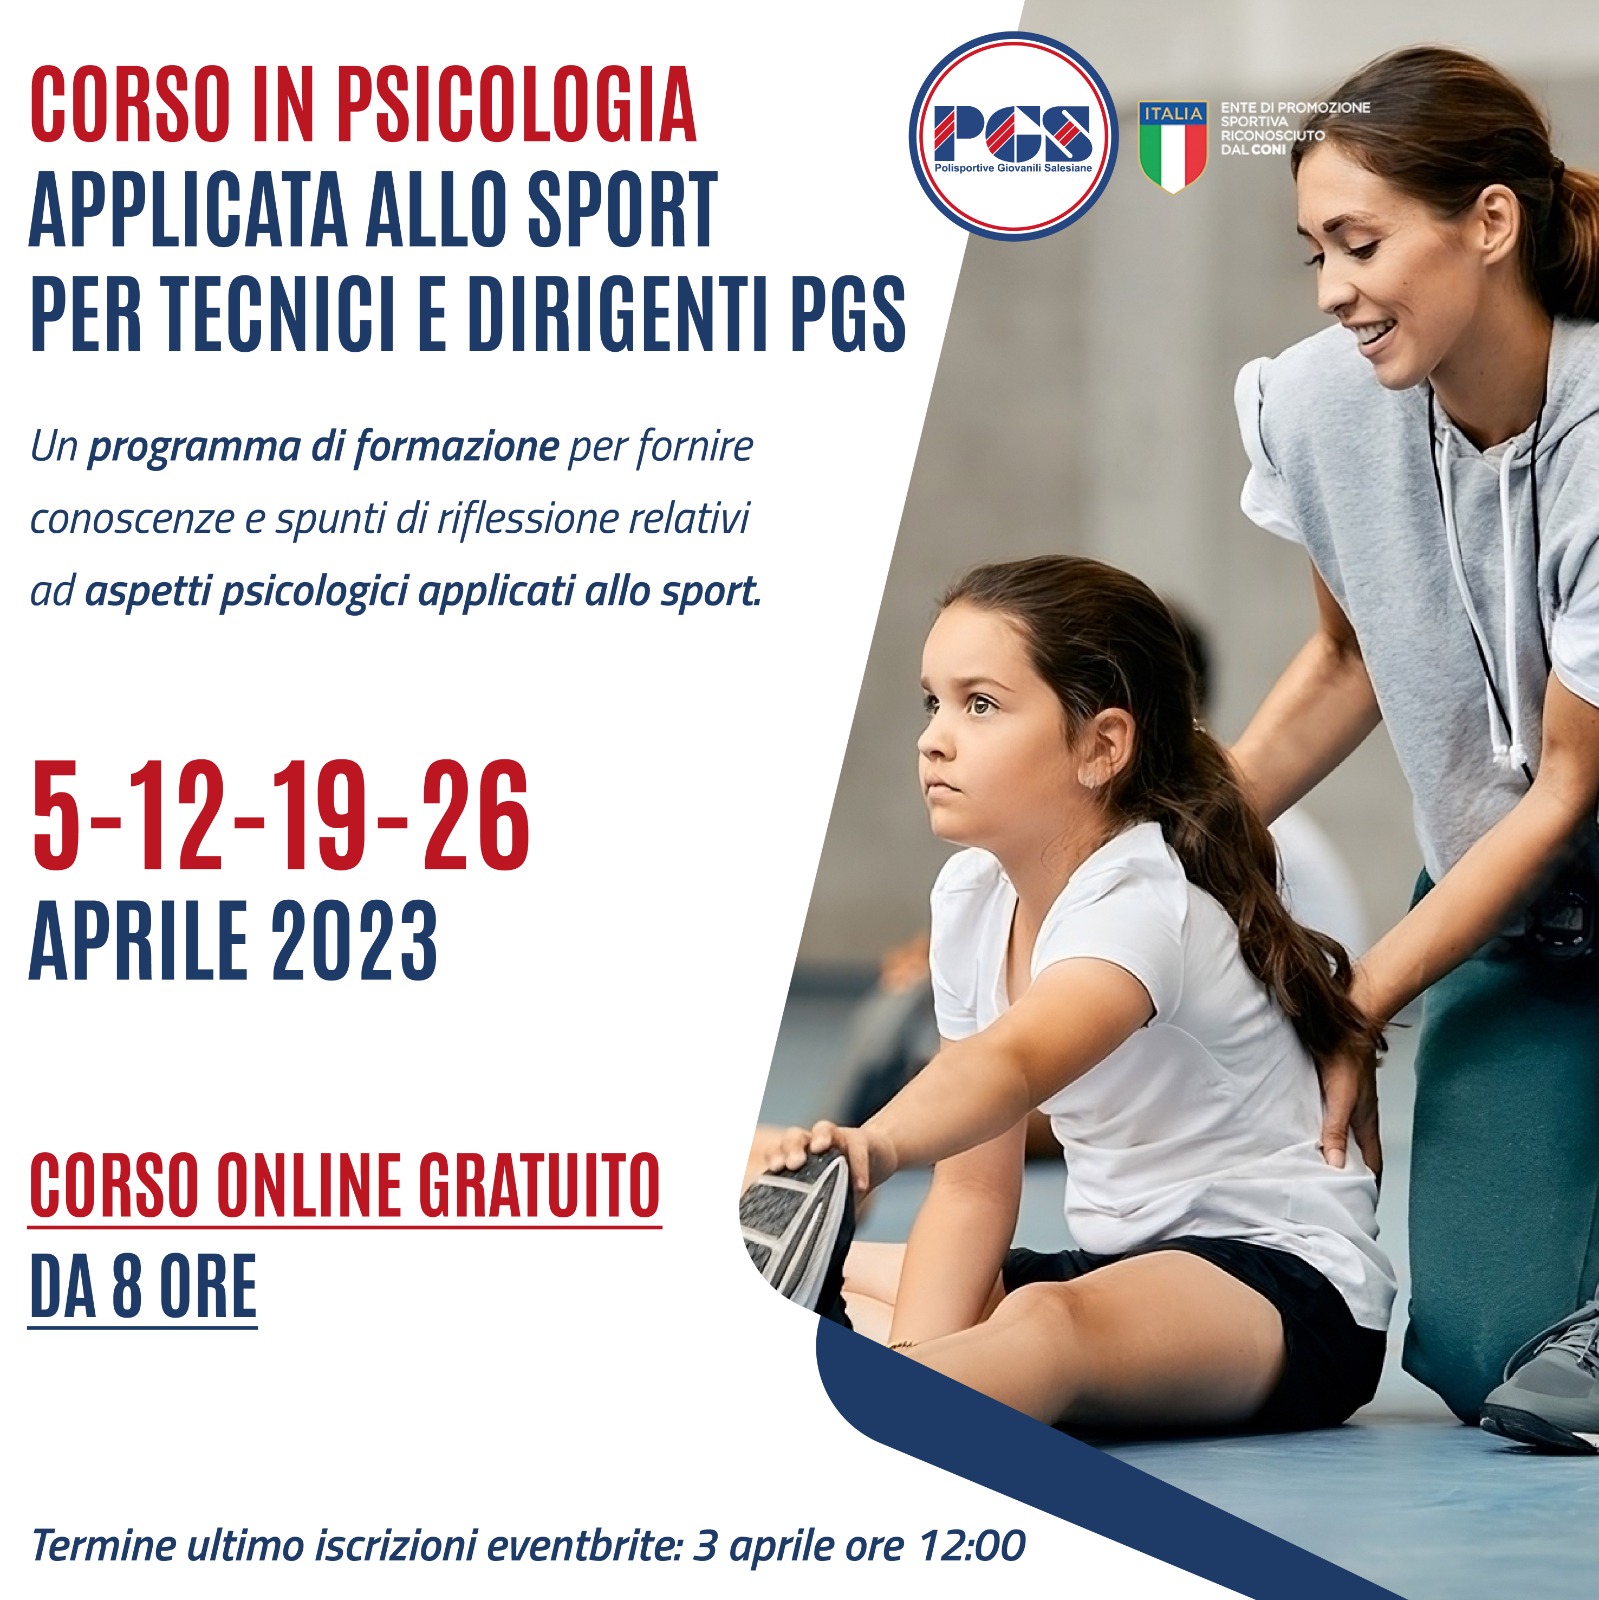 CORSO IN PSICOLOGIA
APPLICATA ALLO SPORT
PER TECNICI E DIRIGENTI PGS
PGS
Polisportive Giovanili Salesiane
ITALIA
ENTE DI PROMOZIONE
SPORTIVA
RICONOSCIUTO
DAL CONI
Un programma di formazione per fornire
conoscenze e spunti di riflessione relativi
ad aspetti psicologici applicati allo sport.
5-12-19-26
APRILE 2023
CORSO ONLINE GRATUITO
DA 8 ORE
Termine ultimo iscrizioni eventbrite: 3 aprile ore 12:00